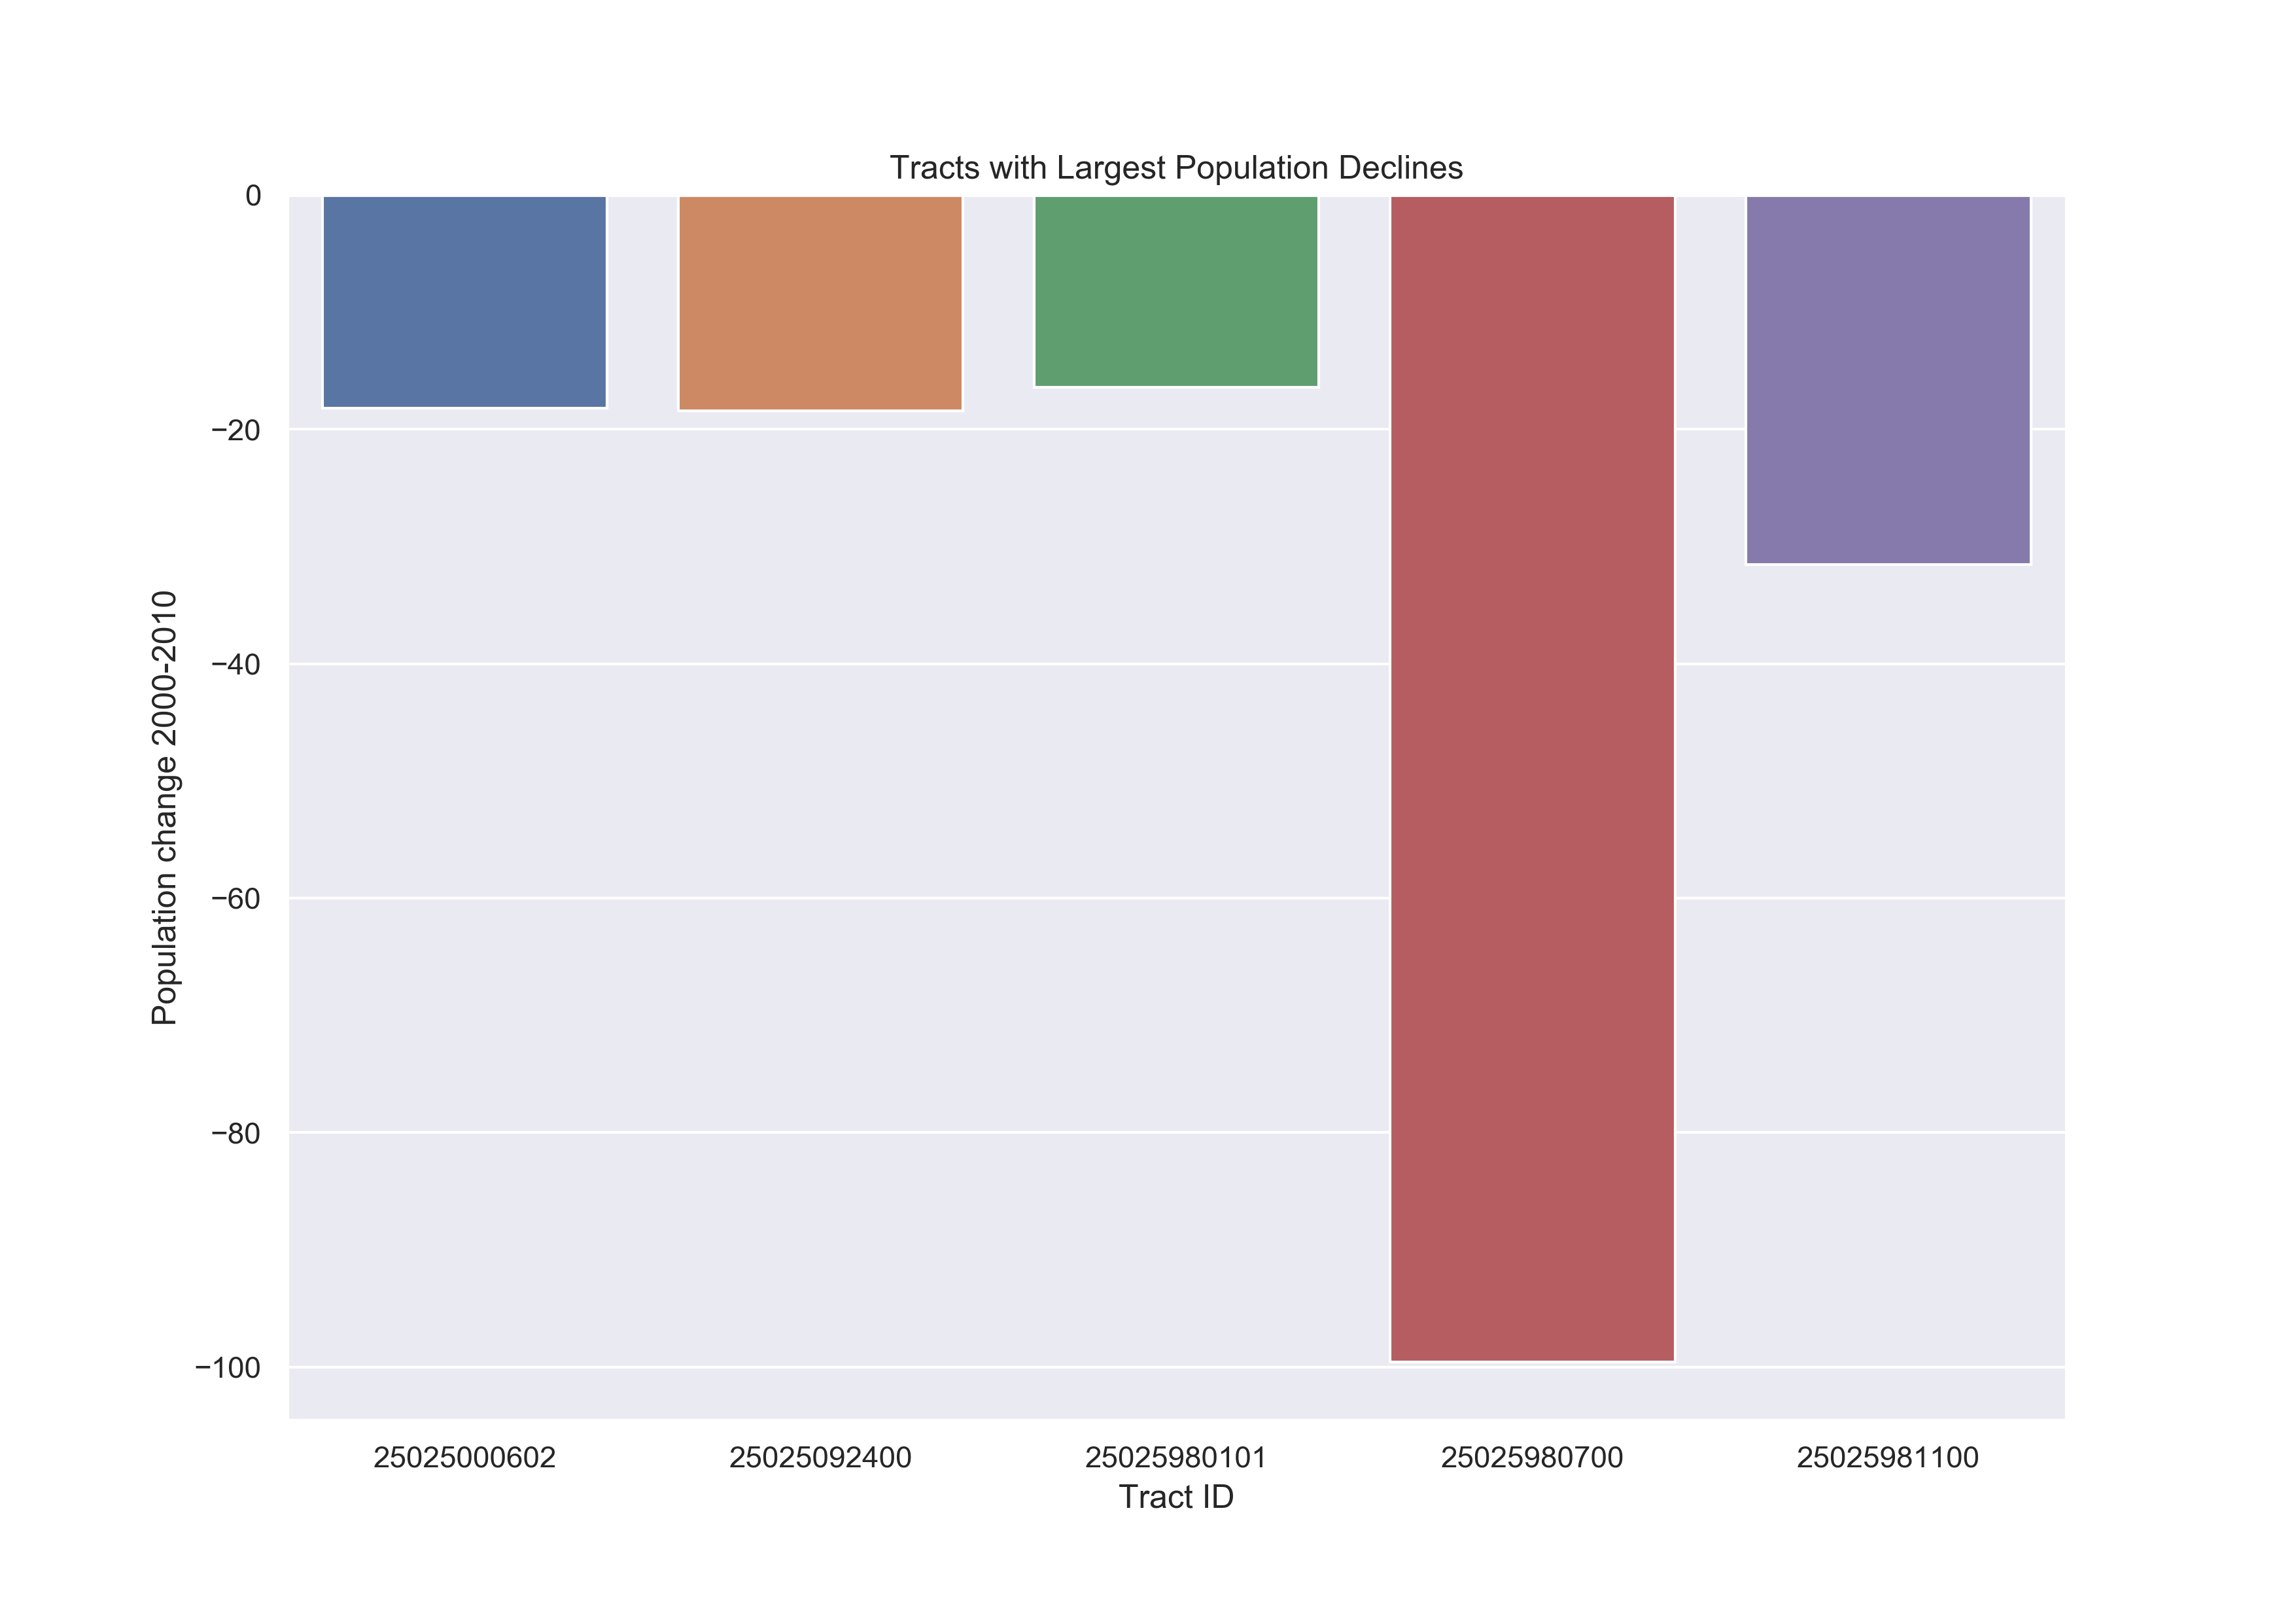 Tracts with Largest Population Declines
0
−20
−40
−60
−80
−100
Population change 2000-2010
25025000602 25025092400 25025980101 25025980700 25025981100
Tract ID